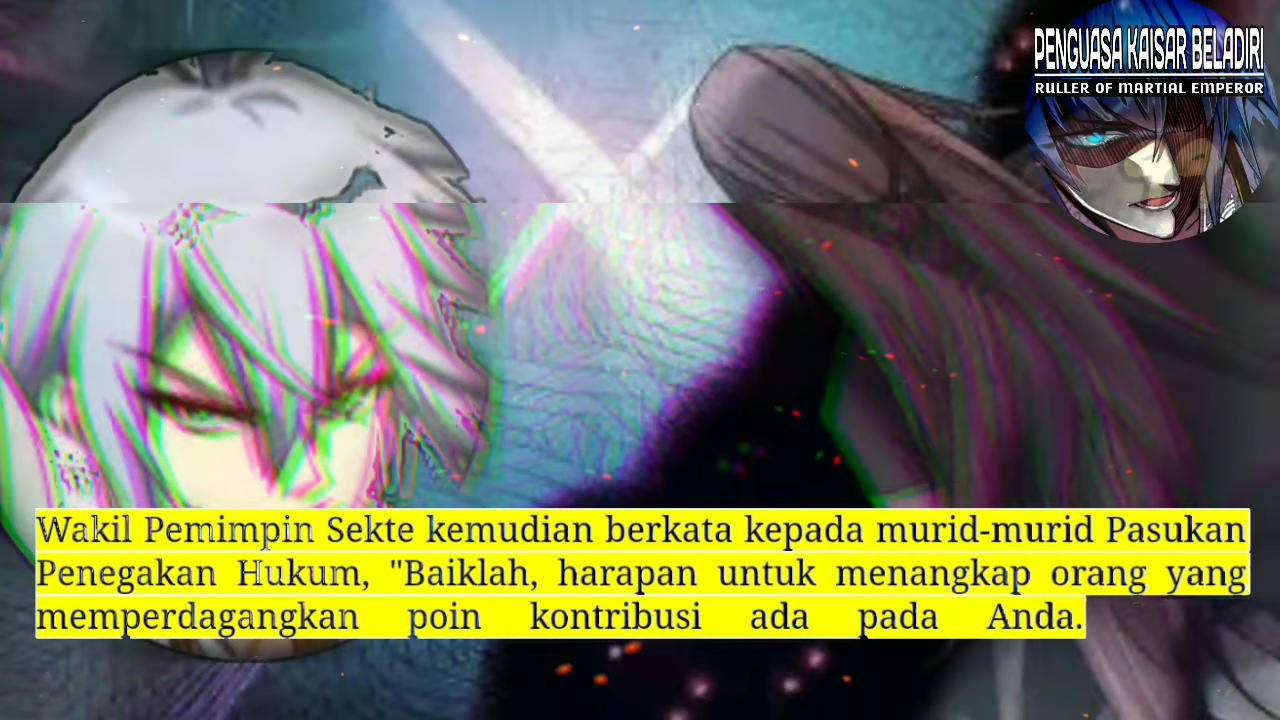 PENGUASA KAISAR BELADIRI
RULLER OF MARTIAL EMPEROR
Wakil Pemimpin Sekte kemudian berkata kepada murid-murid Pasukan
Penegakan Hukum, "Baiklah, harapan untuk menangkap orang yang
memperdagangkan poin kontribusi ada pada Anda.